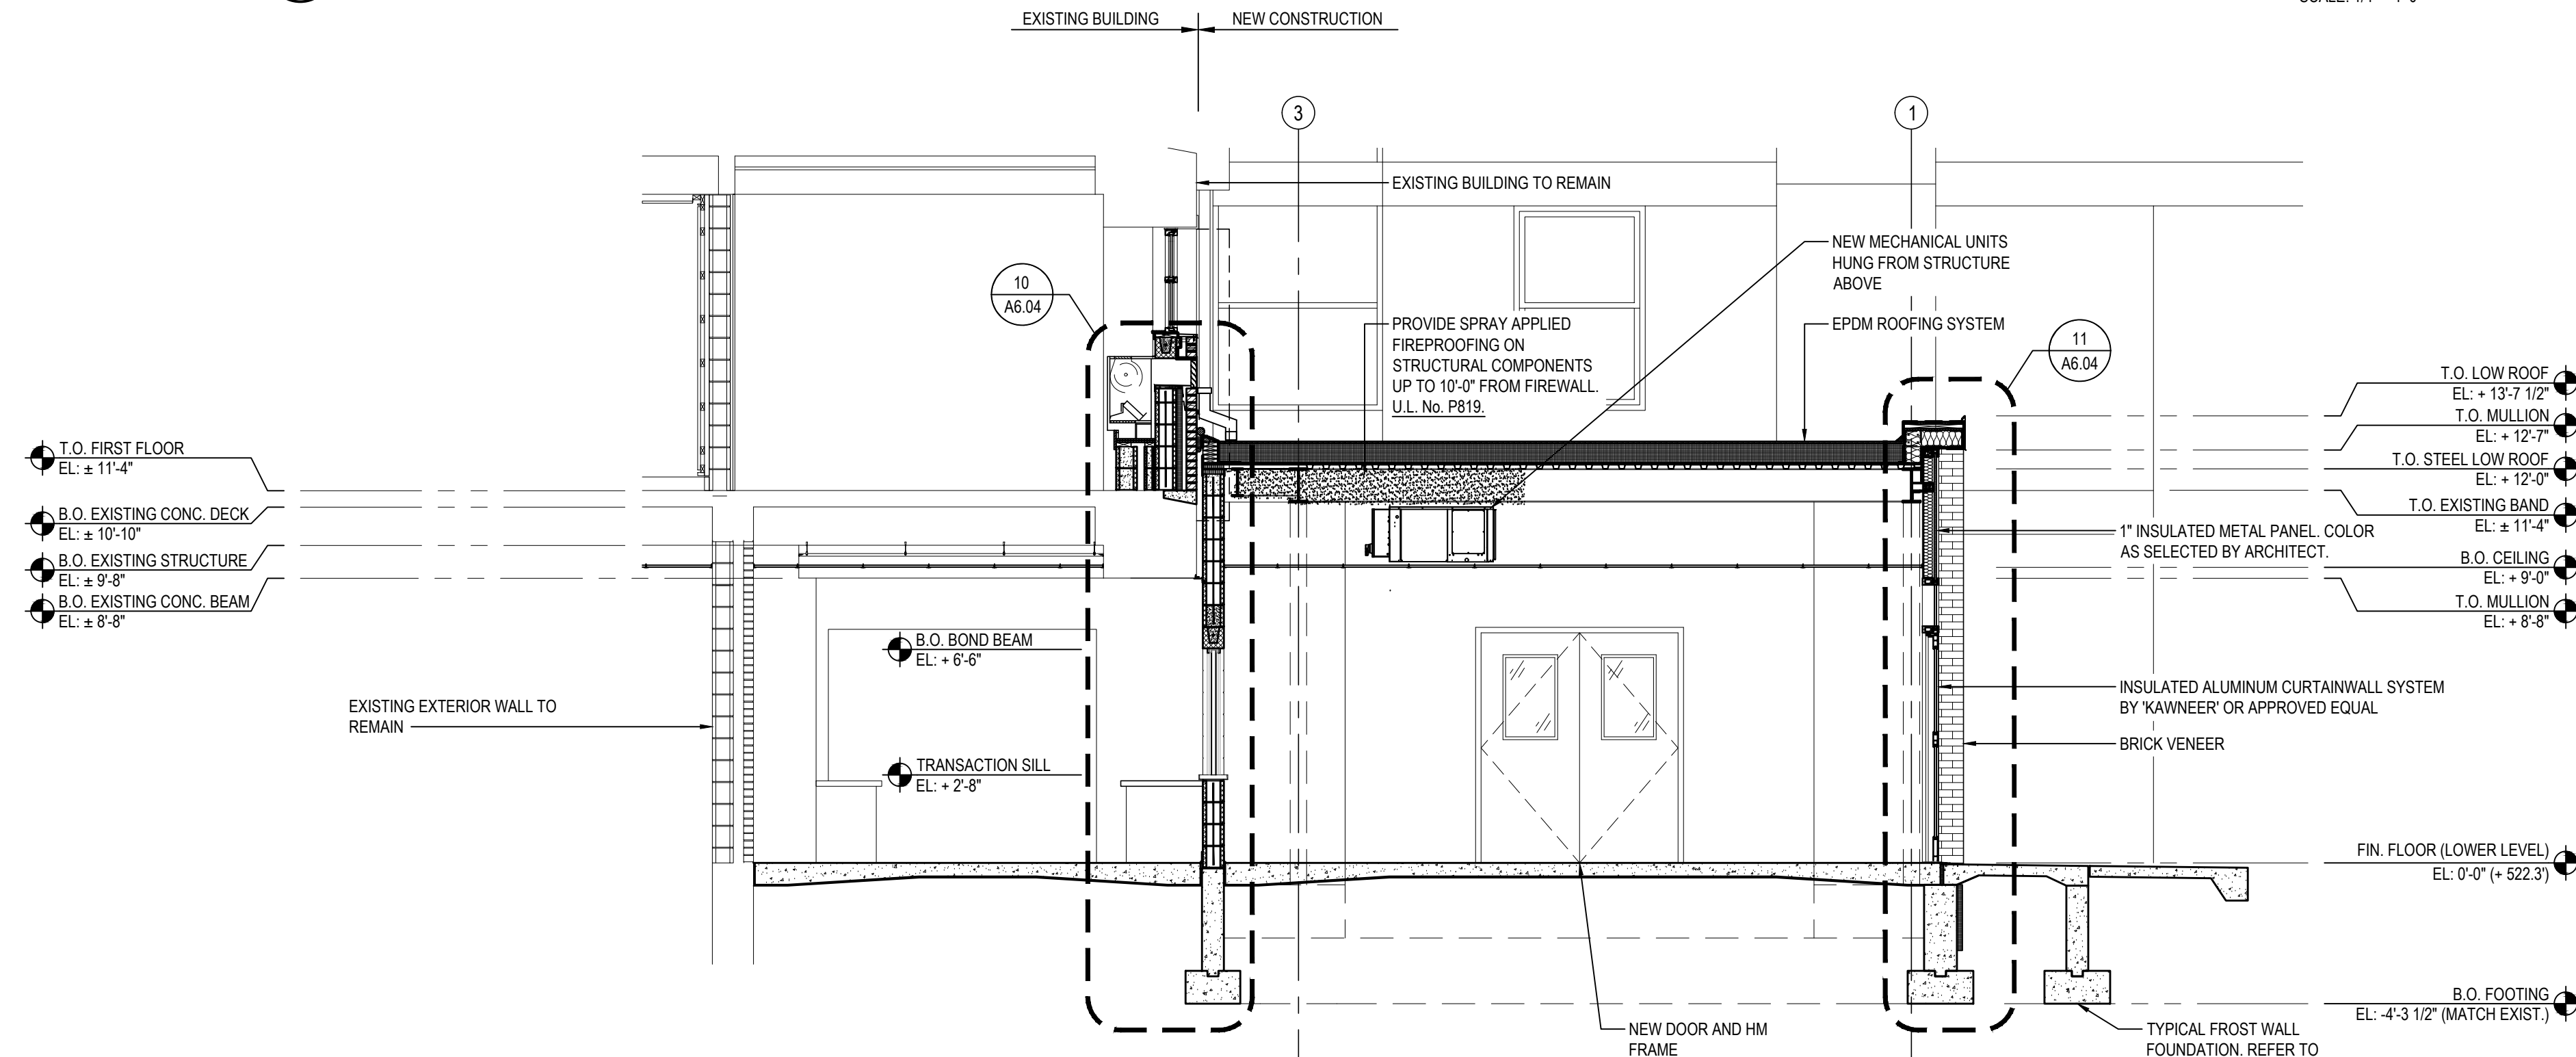 EXISTING BUILDING
NEW CONSTRUCTION
3
1
EXISTING BUILDING TO REMAIN
NEW MECHANICAL UNITS
HUNG FROM STRUCTURE
ABOVE
10
A6.04
PROVIDE SPRAY APPLIED
FIREPROOFING ON
STRUCTURAL COMPONENTS
UP TO 10'-0" FROM FIREWALL.
U.L. No. P819.
EPDM ROOFING SYSTEM
11
A6.04
T.O. LOW ROOF
EL: + 13'-7 1/2"
T.O. MULLION
EL: + 12'-7"
T.O. STEEL LOW ROOF
EL: + 12'-0"
T.O. EXISTING BAND
EL: ± 11'-4"
B.O. CEILING
EL: + 9'-0"
T.O. MULLION
EL: + 8'-8"
T.O. FIRST FLOOR
EL: ± 11'-4"
B.O. EXISTING CONC. DECK
EL: ± 10'-10"
B.O. EXISTING STRUCTURE
EL: ± 9'-8"
B.O. EXISTING CONC. BEAM
EL: ± 8'-8"
1" INSULATED METAL PANEL. COLOR
AS SELECTED BY ARCHITECT.
B.O. BOND BEAM
EL: + 6'-6"
EXISTING EXTERIOR WALL TO
REMAIN
INSULATED ALUMINUM CURTAINWALL SYSTEM
BY 'KAWNEER' OR APPROVED EQUAL
BRICK VENEER
TRANSACTION SILL
EL: + 2'-8"
FIN. FLOOR (LOWER LEVEL)
EL: 0'-0" (+ 522.3')
B.O. FOOTING
EL: -4'-3 1/2" (MATCH EXIST.)
NEW DOOR AND HM
FRAME
TYPICAL FROST WALL
FOUNDATION. REFER TO